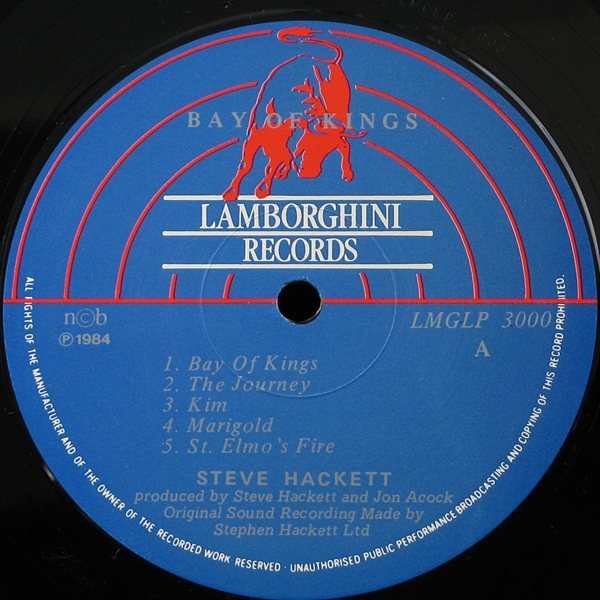 BAY OF KINGS
LAMBORGHINI
RECORDS
n©b
LMGLP 3000
℗ 1984
A
1. Bay Of Kings
2. The Journey
3. Kim
4. Marigold
5. St. Elmo's Fire
STEVE HACKETT
produced by Steve Hackett and Jon Acock
Original Sound Recording Made by
Stephen Hackett Ltd
ALL RIGHTS OF THE MANUFACTURER AND OF THE OWNER OF THE RECORDED WORK RESERVED · UNAUTHORISED PUBLIC PERFORMANCE BROADCASTING AND COPYING OF THIS RECORD PROHIBITED.